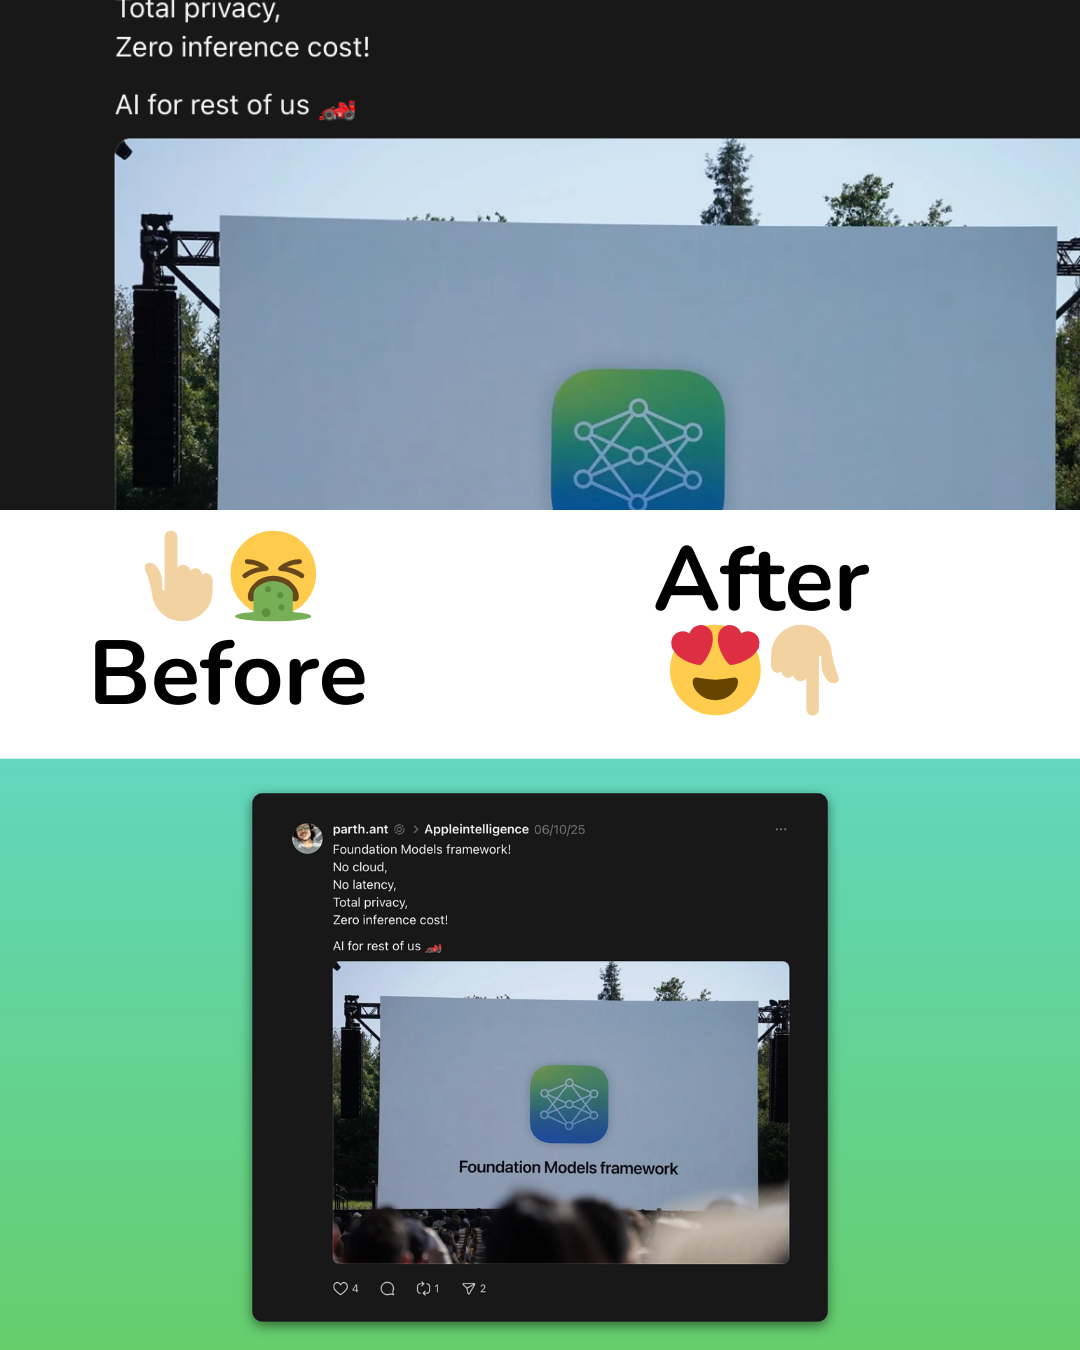 Total privacy,
Zero inference cost!
AI for rest of us 🏎️
Before
After
parth.ant > Appleintelligence 06/10/25
Foundation Models framework!
No cloud,
No latency,
Total privacy,
Zero inference cost!
AI for rest of us 🏎️
Foundation Models framework
4 1 2